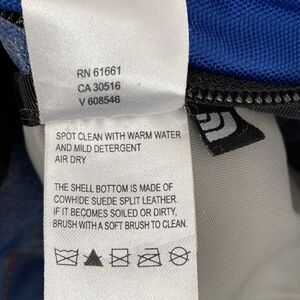 RN 61661
CA 30516
V 608546
SPOT CLEAN WITH WARM WATER
AND MILD DETERGENT
AIR DRY
THE SHELL BOTTOM IS MADE OF
COWHIDE SUEDE SPLIT LEATHER.
IF IT BECOMES SOILED OR DIRTY,
BRUSH WITH A SOFT BRUSH TO CLEAN.